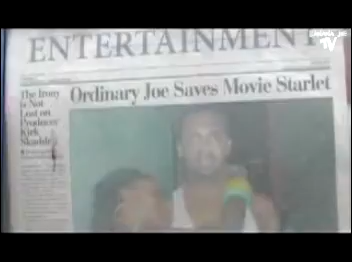 TV
ENTERTAINMENT
Ordinary Joe Saves Movie Starlet
The Irony
is Not
Lost on
Producer
Kirk